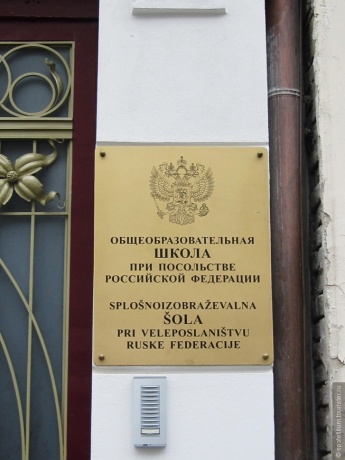 ОБЩЕОБРАЗОВАТЕЛЬНАЯ
ШКОЛА
ПРИ ПОСОЛЬСТВЕ
РОССИЙСКОЙ ФЕДЕРАЦИИ
SPLOŠNOIZOBRAŽEVALNA
ŠOLA
PRI VELEPOSLANIŠTVU
RUSKE FEDERACIJE